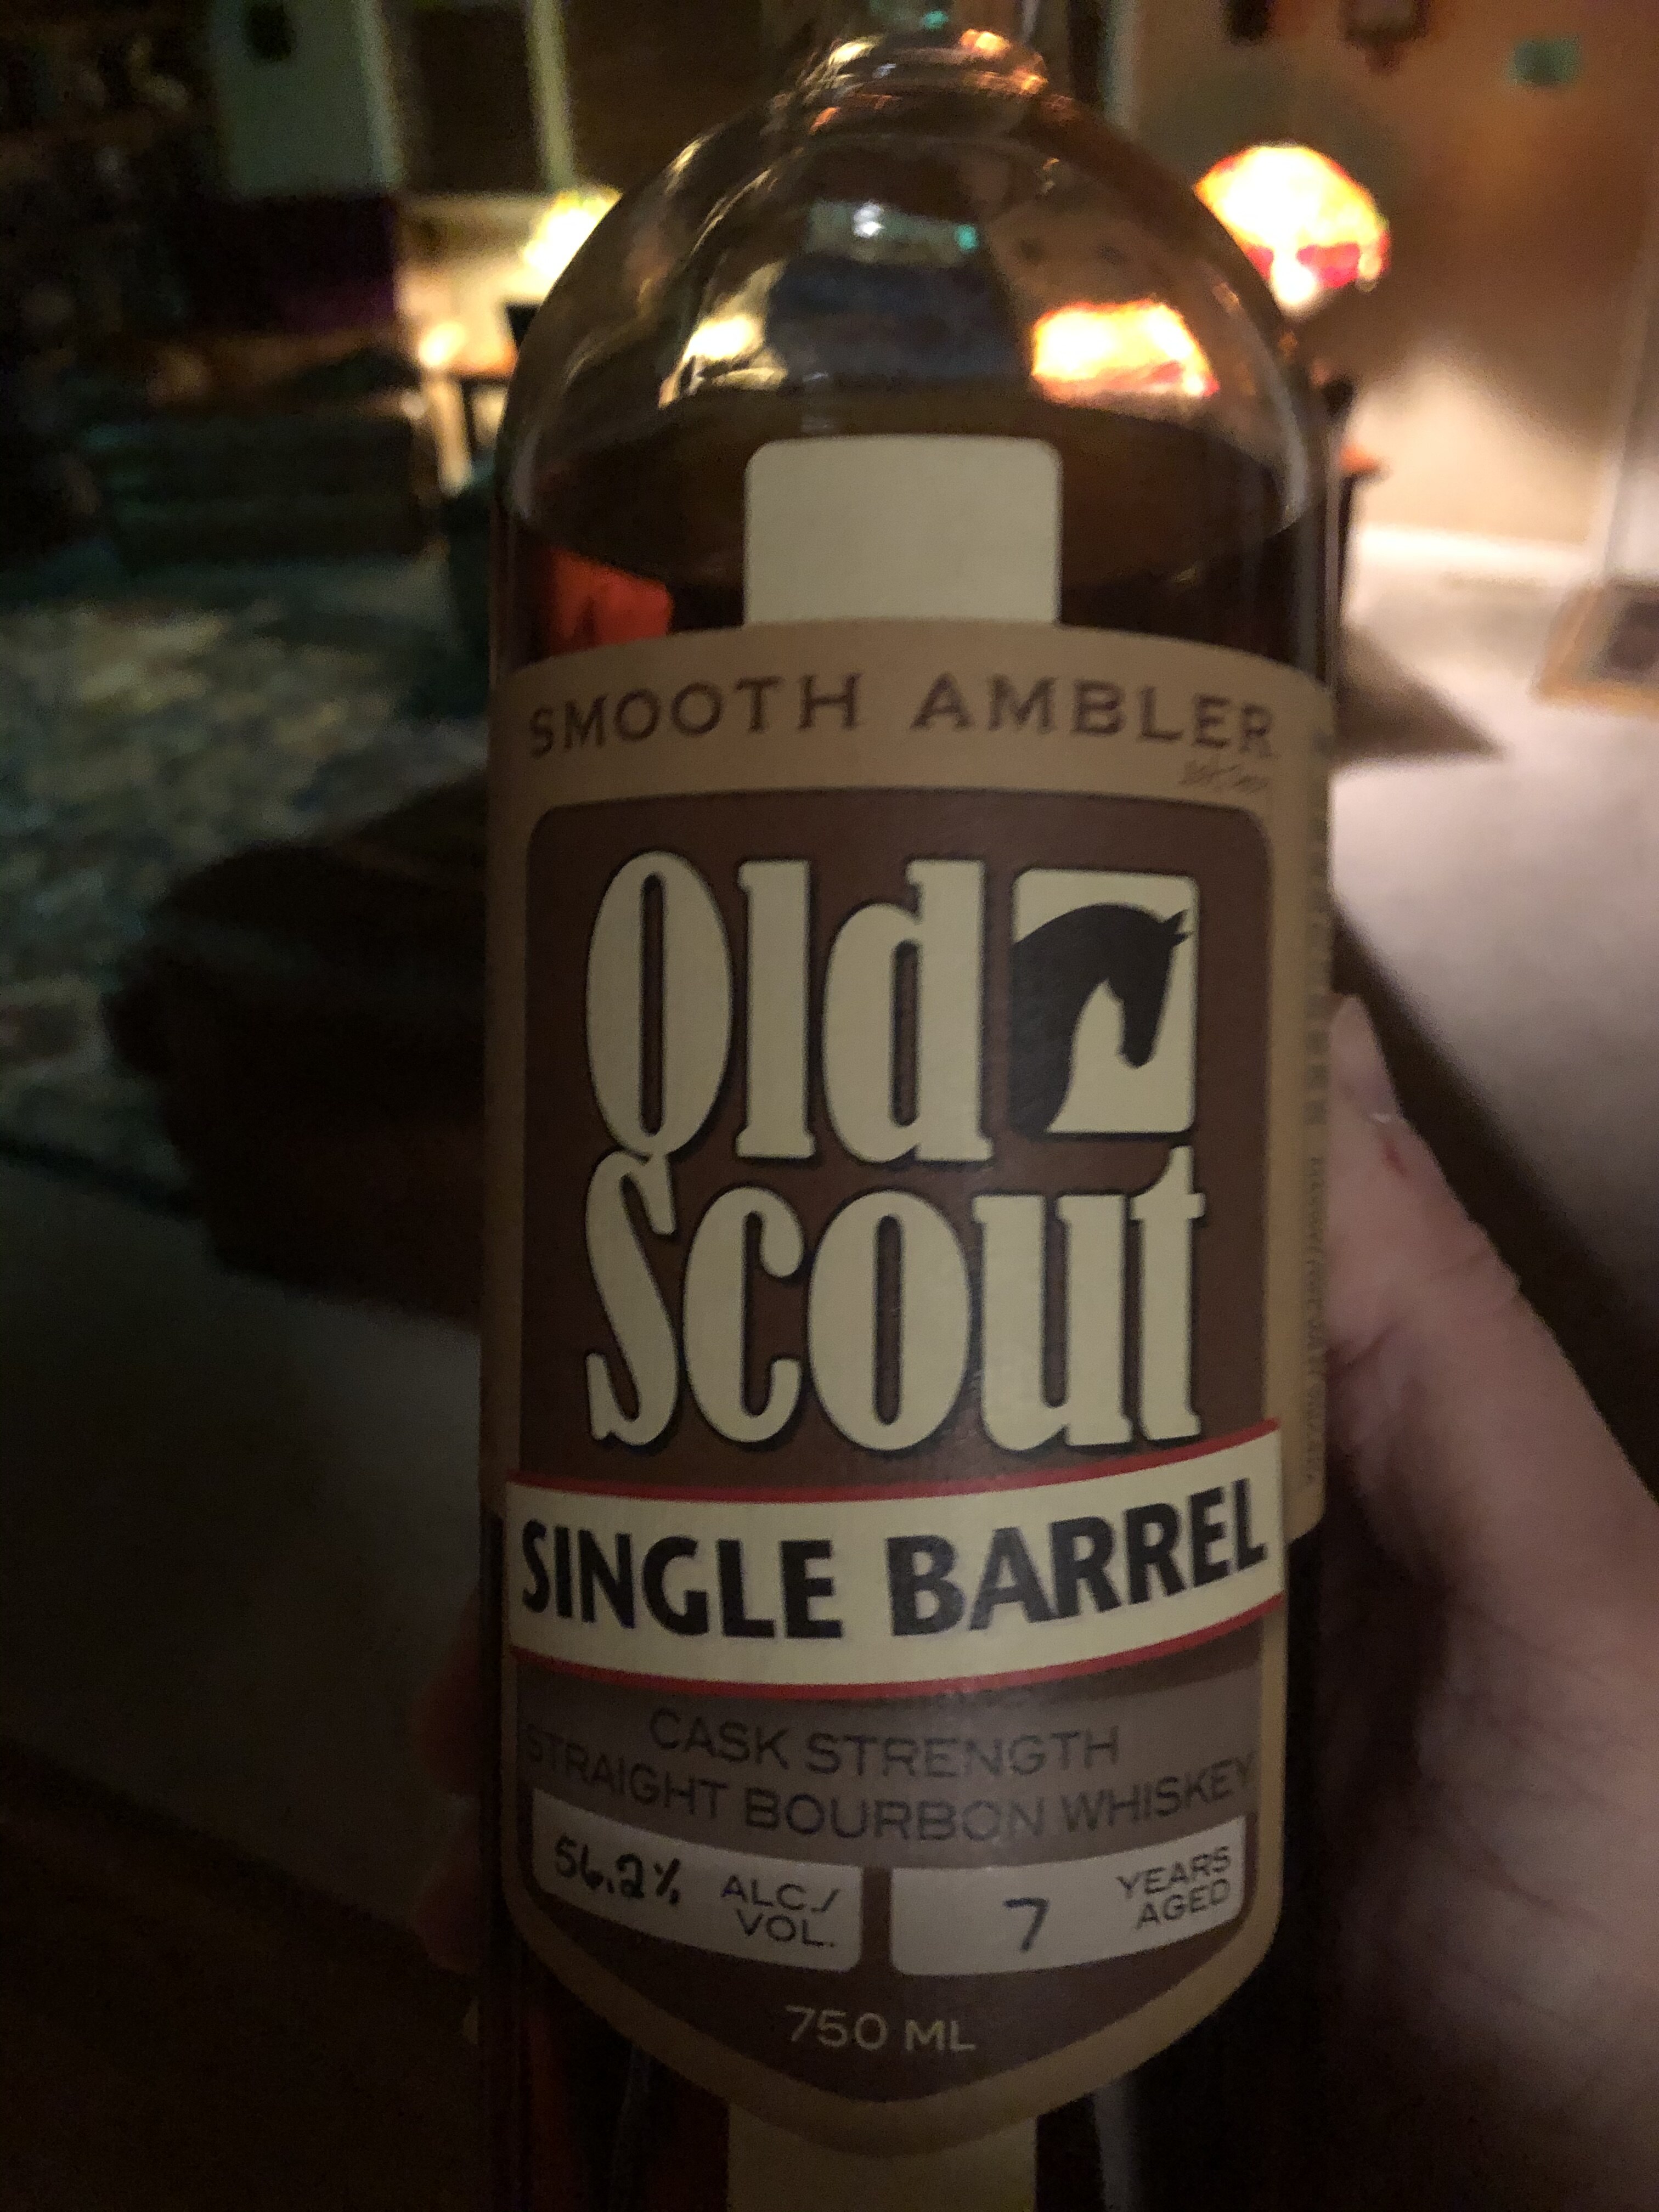 SMOOTH AMBLER
Old
Scout
SINGLE BARREL
CASK STRENGTH
STRAIGHT BOURBON WHISKEY
56.2% ALC./
VOL.
7 YEARS
AGED
750 ML